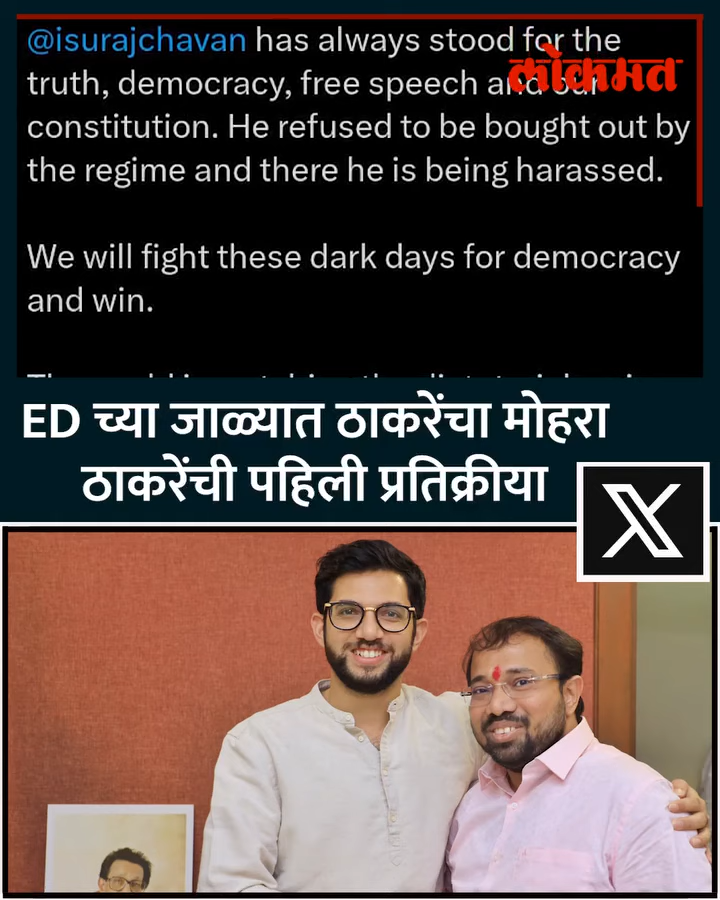 @isurajchavan has always stood for the
लोकमत
truth, democracy, free speech and our
constitution. He refused to be bought out by
the regime and there he is being harassed.
We will fight these dark days for democracy
and win.
ED च्या जाळ्यात ठाकरेंचा मोहरा
ठाकरेंची पहिली प्रतिक्रीया
X